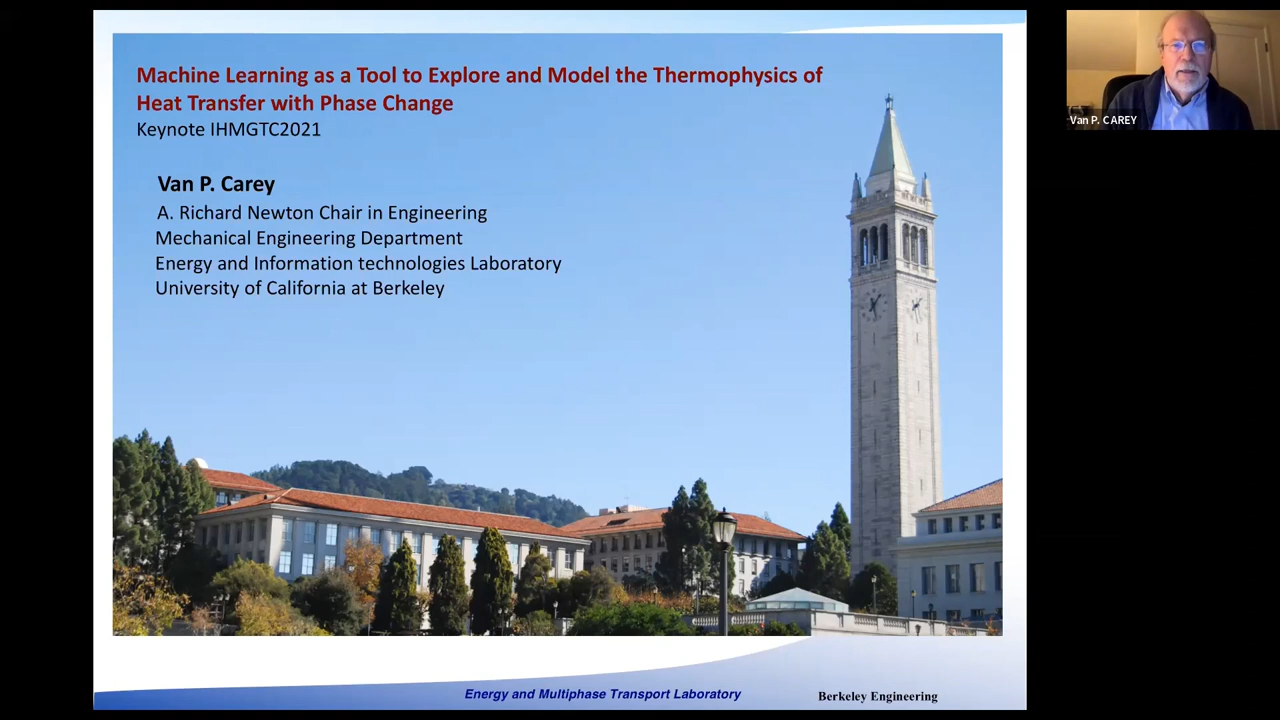 Machine Learning as a Tool to Explore and Model the Thermophysics of
Heat Transfer with Phase Change
Keynote IHMGTC2021
Van P. Carey
A. Richard Newton Chair in Engineering
Mechanical Engineering Department
Energy and Information technologies Laboratory
University of California at Berkeley
Van P. CAREY
Energy and Multiphase Transport Laboratory
Berkeley Engineering